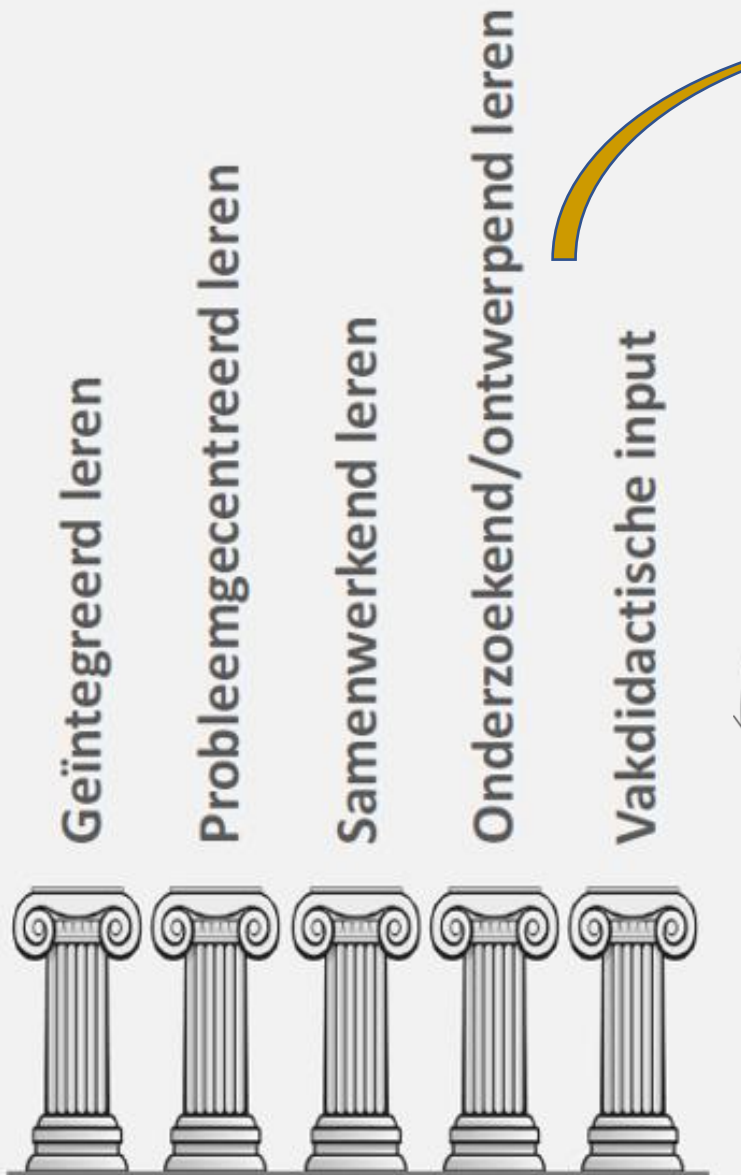 Geïntegreerd leren
Probleemgecentreerd leren
Samenwerkend leren
Onderzoekend/ontwerpend leren
Vakdidactische input